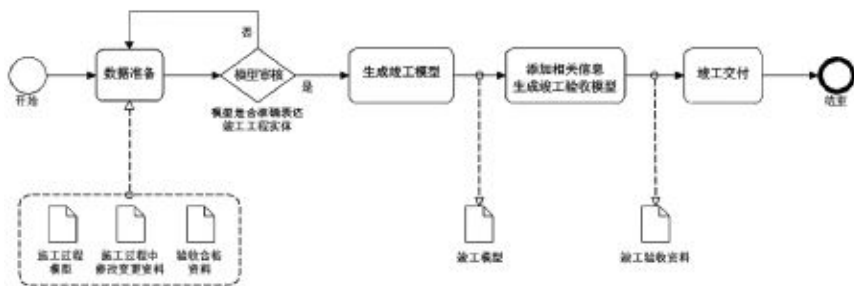 否
数据准备
模型审核
是
生成竣工模型
添加相关信息
生成竣工验收模型
竣工交付
开始
结束
模型是否准确表达
竣工工程实体
施工过程
模型
施工过程中
修改变更资料
验收合格
资料
竣工模型
竣工验收资料